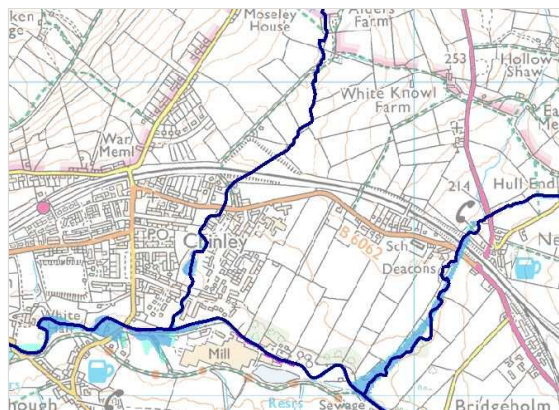 Moseley
House
Farm
253
Hollow
Shaw
White Knowl
Farm
War
Meml
214
Hull End
P.O
Chinley
B 6062
Sch
Deacons
White
Mill
Resrs
Sewage
Bridgeholm